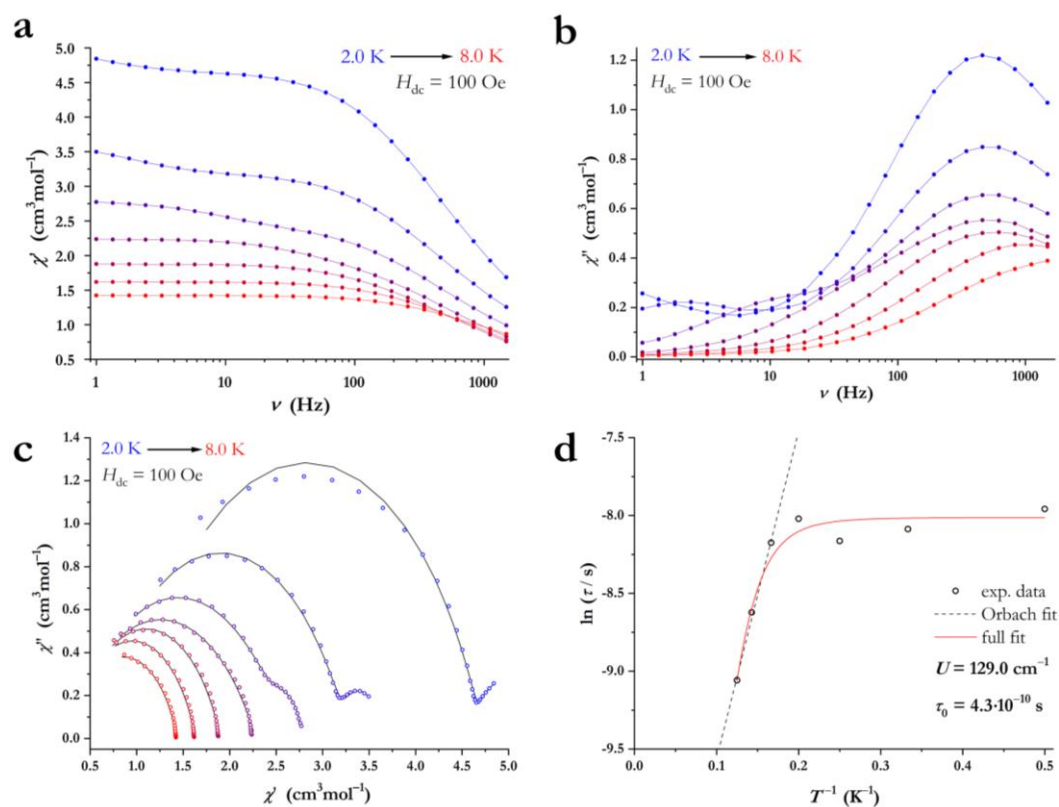 a
2.0 K 8.0 K
H_dc = 100 Oe
χ′ (cm³mol⁻¹)
5.0
4.5
4.0
3.5
3.0
2.5
2.0
1.5
1.0
0.5
1 10 100 1000
ν (Hz)
b
2.0 K 8.0 K
H_dc = 100 Oe
χ″ (cm³mol⁻¹)
1.2
1.0
0.8
0.6
0.4
0.2
0.0
1 10 100 1000
ν (Hz)
c
2.0 K 8.0 K
H_dc = 100 Oe
χ″ (cm³mol⁻¹)
1.4
1.2
1.0
0.8
0.6
0.4
0.2
0.0
0.5 1.0 1.5 2.0 2.5 3.0 3.5 4.0 4.5 5.0
χ′ (cm³mol⁻¹)
d
ln (τ / s)
-7.5
-8.0
-8.5
-9.0
-9.5
exp. data
Orbach fit
full fit
U = 129.0 cm⁻¹
τ₀ = 4.3·10⁻¹⁰ s
0.0 0.1 0.2 0.3 0.4 0.5
T⁻¹ (K⁻¹)